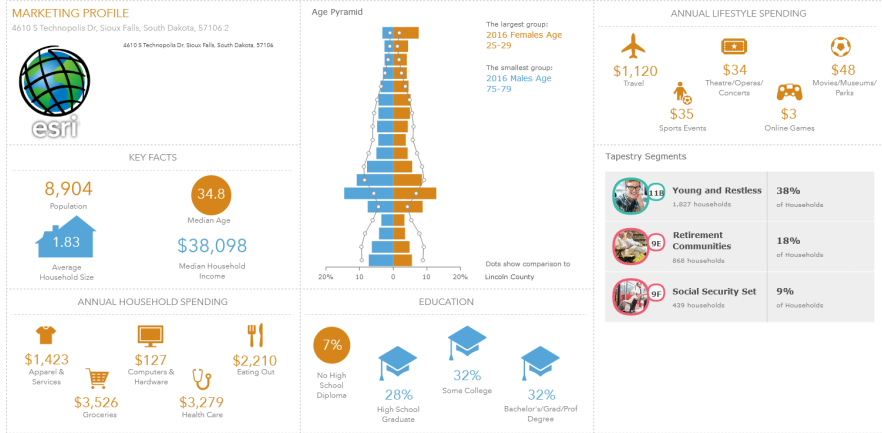 MARKETING PROFILE
4610 S Technopolis Dr, Sioux Falls, South Dakota, 57106 2
4610 S Technopolis Dr, Sioux Falls, South Dakota, 57106
esri
KEY FACTS
8,904
Population
34.8
Median Age
1.83
Average
Household Size
$38,098
Median Household
Income
ANNUAL HOUSEHOLD SPENDING
$1,423
Apparel &
Services
$127
Computers &
Hardware
$2,210
Eating Out
$3,526
Groceries
$3,279
Health Care
Age Pyramid
The largest group:
2016 Females Age
25-29
The smallest group:
2016 Males Age
75-79
Dots show comparison to
Lincoln County
20% 10 0 10 20%
EDUCATION
7%
No High
School
Diploma
28%
High School
Graduate
32%
Some College
32%
Bachelor's/Grad/Prof
Degree
ANNUAL LIFESTYLE SPENDING
$1,120
Travel
$34
Theatre/Operas/
Concerts
$48
Movies/Museums/
Parks
$35
Sports Events
$3
Online Games
Tapestry Segments
11B
Young and Restless
1,827 households
38%
of Households
9E
Retirement
Communities
868 households
18%
of Households
9F
Social Security Set
439 households
9%
of Households